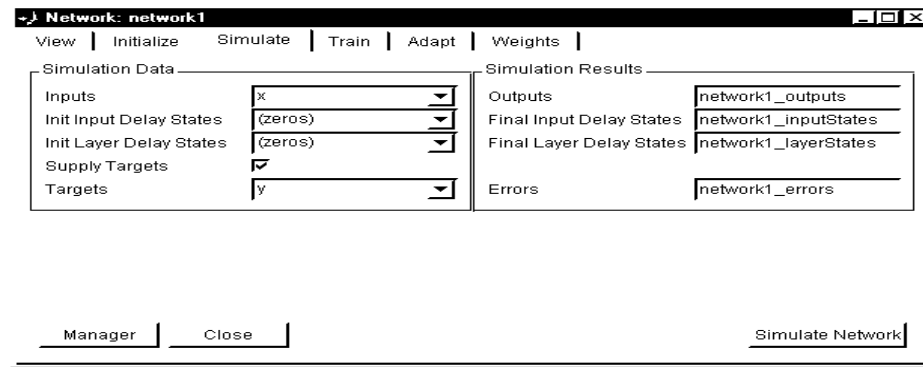 Network: network1
View Initialize Simulate Train Adapt Weights
Simulation Data
Inputs x
Init Input Delay States (zeros)
Init Layer Delay States (zeros)
Supply Targets
Targets y
Simulation Results
Outputs network1_outputs
Final Input Delay States network1_inputStates
Final Layer Delay States network1_layerStates
Errors network1_errors
Manager Close Simulate Network